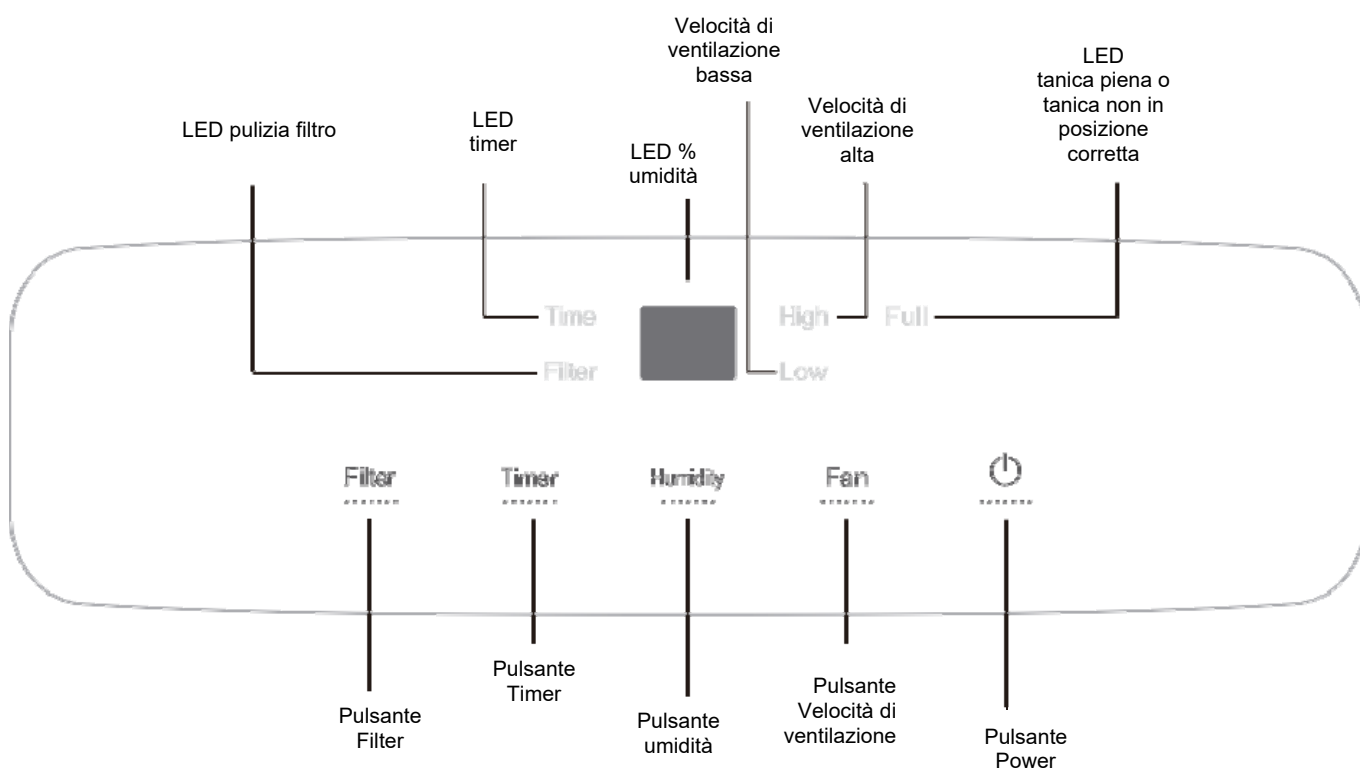 Velocità di
ventilazione
bassa
LED
tanica piena o
tanica non in
posizione
corretta
Velocità di
ventilazione
alta
LED
timer
LED pulizia filtro
LED %
umidità
Time
High
Full
Filter
Low
Filter
Timer
Humidity
Fan
Pulsante
Timer
Pulsante
Velocità di
ventilazione
Pulsante
Filter
Pulsante
umidità
Pulsante
Power